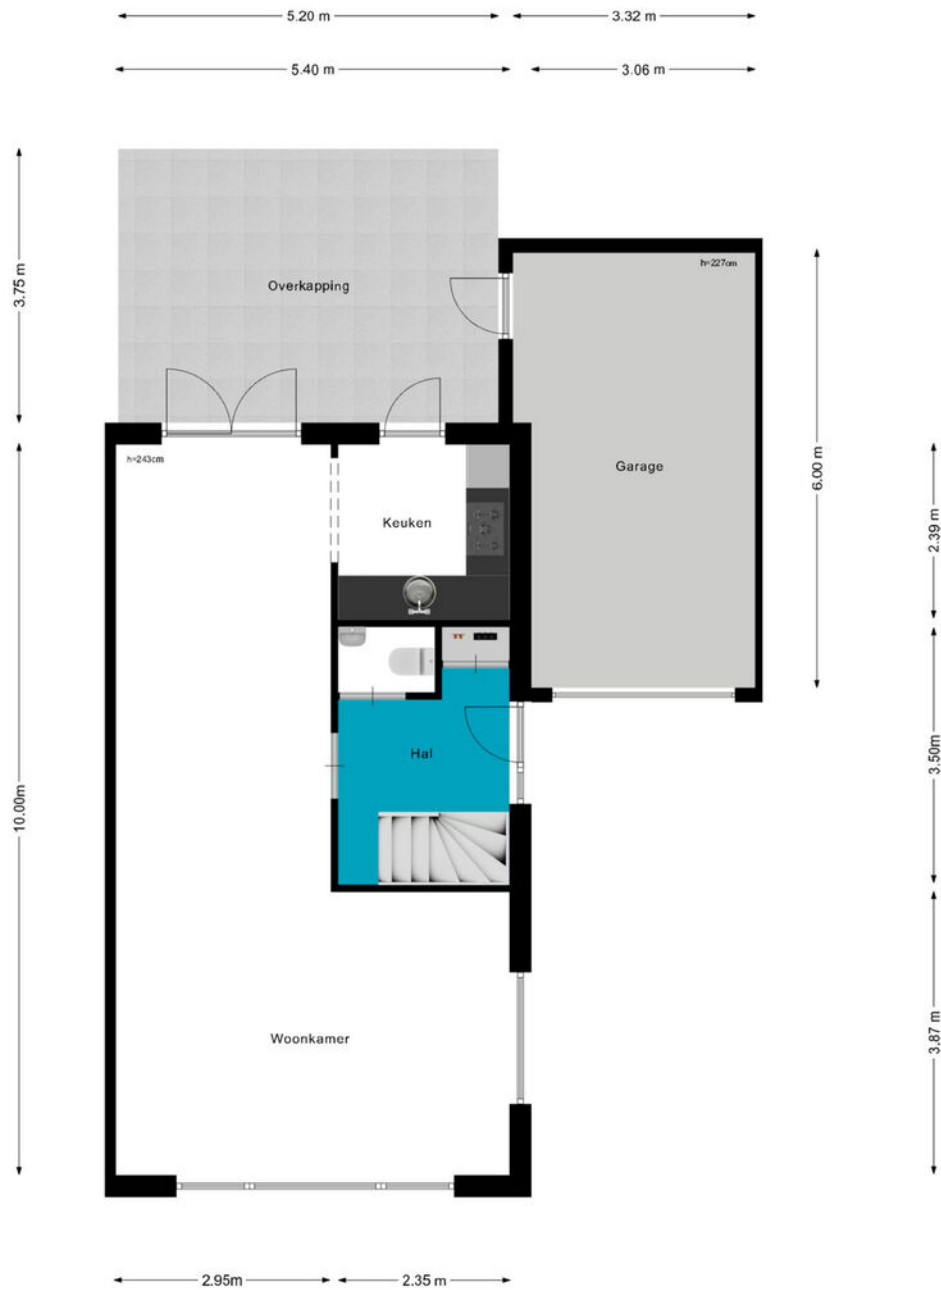 5.20 m
3.32 m
5.40 m
3.06 m
3.75 m
Overkapping
h=227cm
h=243cm
Garage
6.00 m
Keuken
2.39 m
Hal
3.50m
10.00m
Woonkamer
3.87 m
2.95m
2.35 m